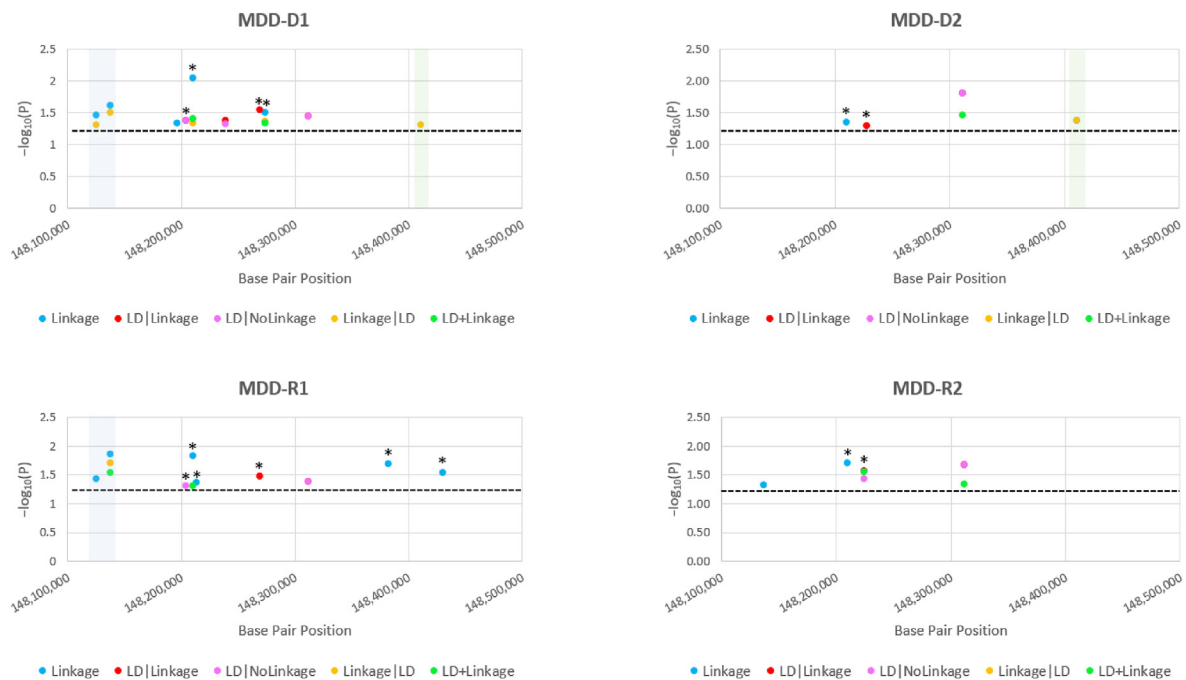 MDD-D1
2.5
2
1.5
1
0.5
0
−log10(P)
* * * *
148,100,000 148,200,000 148,300,000 148,400,000 148,500,000
Base Pair Position
Linkage LD|Linkage LD|NoLinkage Linkage|LD LD+Linkage
MDD-D2
2.50
2.00
1.50
1.00
0.50
0.00
−log10(P)
* *
148,100,000 148,200,000 148,300,000 148,400,000 148,500,000
Base Pair Position
Linkage LD|Linkage LD|NoLinkage Linkage|LD LD+Linkage
MDD-R1
2.5
2
1.5
1
0.5
0
−log10(P)
* * * * * *
148,100,000 148,200,000 148,300,000 148,400,000 148,500,000
Base Pair Position
Linkage LD|Linkage LD|NoLinkage Linkage|LD LD+Linkage
MDD-R2
2.50
2.00
1.50
1.00
0.50
0.00
−log10(P)
* *
148,100,000 148,200,000 148,300,000 148,400,000 148,500,000
Base Pair Position
Linkage LD|Linkage LD|NoLinkage Linkage|LD LD+Linkage